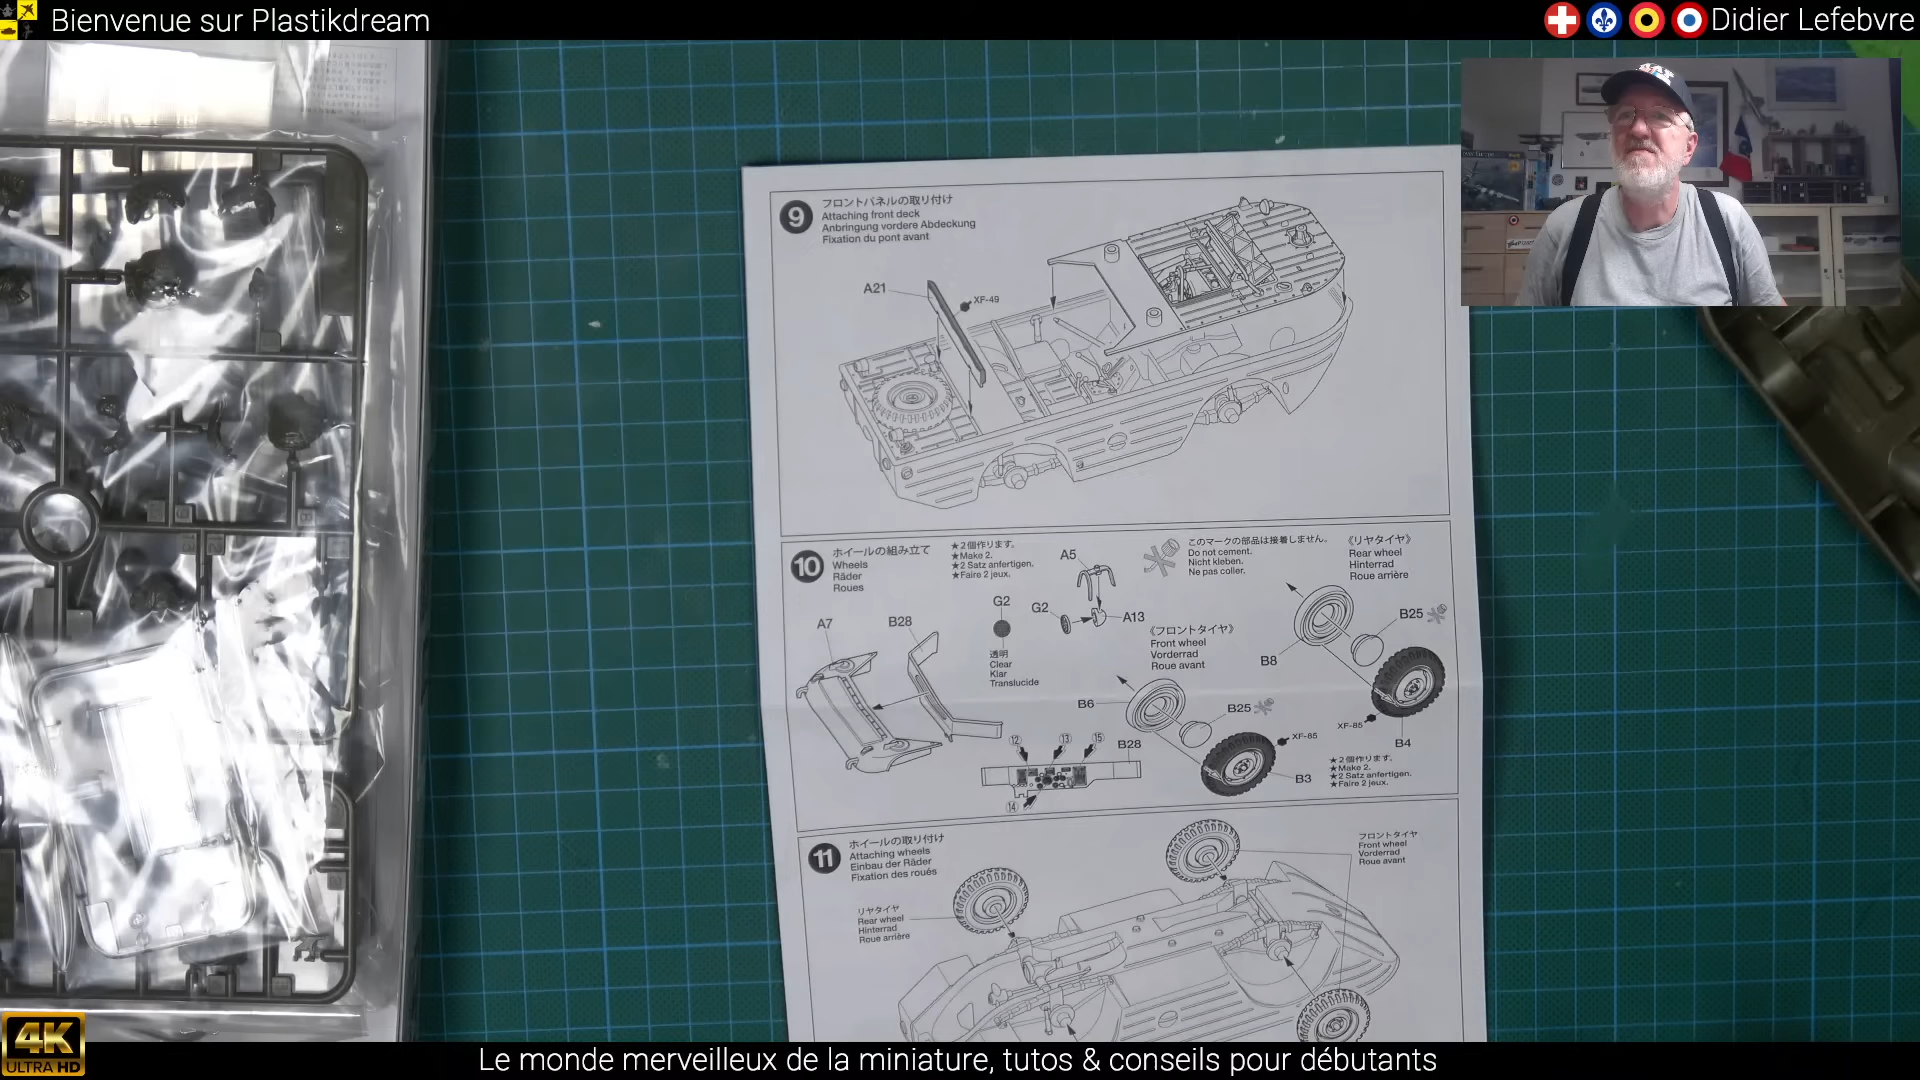 Bienvenue sur Plastikdream
Didier Lefebvre
9
フロントパネルの取り付け
Attaching front deck
Anbringung vordere Abdeckung
Fixation du pont avant
A21
XF-49
10
ホイールの組み立て
Wheels
Räder
Roues
★2個作ります。
★Make 2.
★2 Satz anfertigen.
★Faire 2 jeux.
A5
このマークの部品は接着しません。
Do not cement.
Nicht kleben.
Ne pas coller.
《リヤタイヤ》
Rear wheel
Hinterrad
Roue arrière
G2
G2
A13
B25
A7
B28
透明
Clear
Klar
Translucide
《フロントタイヤ》
Front wheel
Vorderrad
Roue avant
B8
B6
B25
XF-85
B4
⑫
⑬
⑮
B28
XF-85
B3
★2個作ります。
★Make 2.
★2 Satz anfertigen.
★Faire 2 jeux.
⑭
11
ホイールの取り付け
Attaching wheels
Einbau der Räder
Fixation des roués
フロントタイヤ
Front wheel
Vorderrad
Roue avant
リヤタイヤ
Rear wheel
Hinterrad
Roue arrière
4K
ULTRA HD
Le monde merveilleux de la miniature, tutos & conseils pour débutants